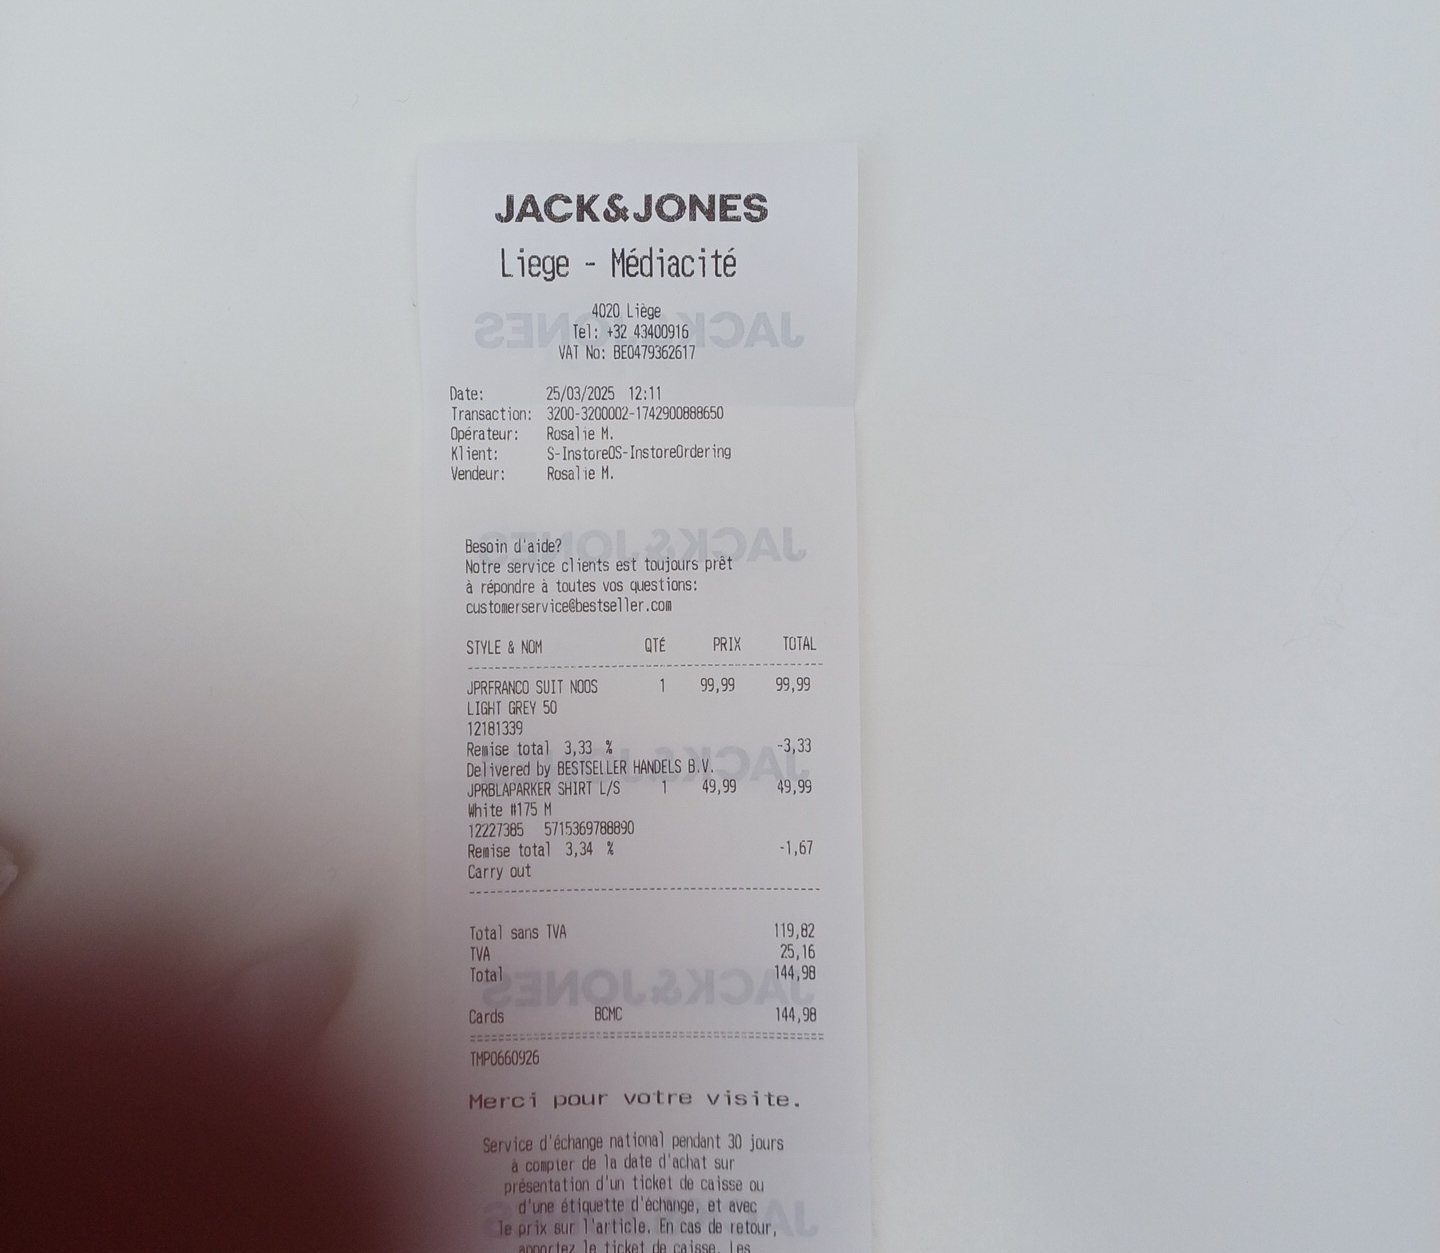 JACK&JONES
Liege - Médiacité
4020 Liège
Tel: +32 43400916
VAT No: BE0479362617
Date: 25/03/2025 12:11
Transaction: 3200-3200002-1742900888650
Opérateur: Rosalie M.
Klient: S-InstoreOS-InstoreOrdering
Vendeur: Rosalie M.
Besoin d'aide?
Notre service clients est toujours prêt
à répondre à toutes vos questions:
customerservice@bestseller.com
STYLE & NOM QTÉ PRIX TOTAL
JPRFRANCO SUIT NOOS 1 99,99 99,99
LIGHT GREY 50
12181339
Remise total 3,33 % -3,33
Delivered by BESTSELLER HANDELS B.V.
JPRBLAPARKER SHIRT L/S 1 49,99 49,99
White #175 M
12227385 5715369788890
Remise total 3,34 % -1,67
Carry out
Total sans TVA 119,82
TVA 25,16
Total 144,98
Cards BCMC 144,98
TMP0660926
Merci pour votre visite.
Service d'échange national pendant 30 jours
à compter de la date d'achat sur
présentation d'un ticket de caisse ou
d'une étiquette d'échange, et avec
le prix sur l'article. En cas de retour,
apportez le ticket de caisse. Les